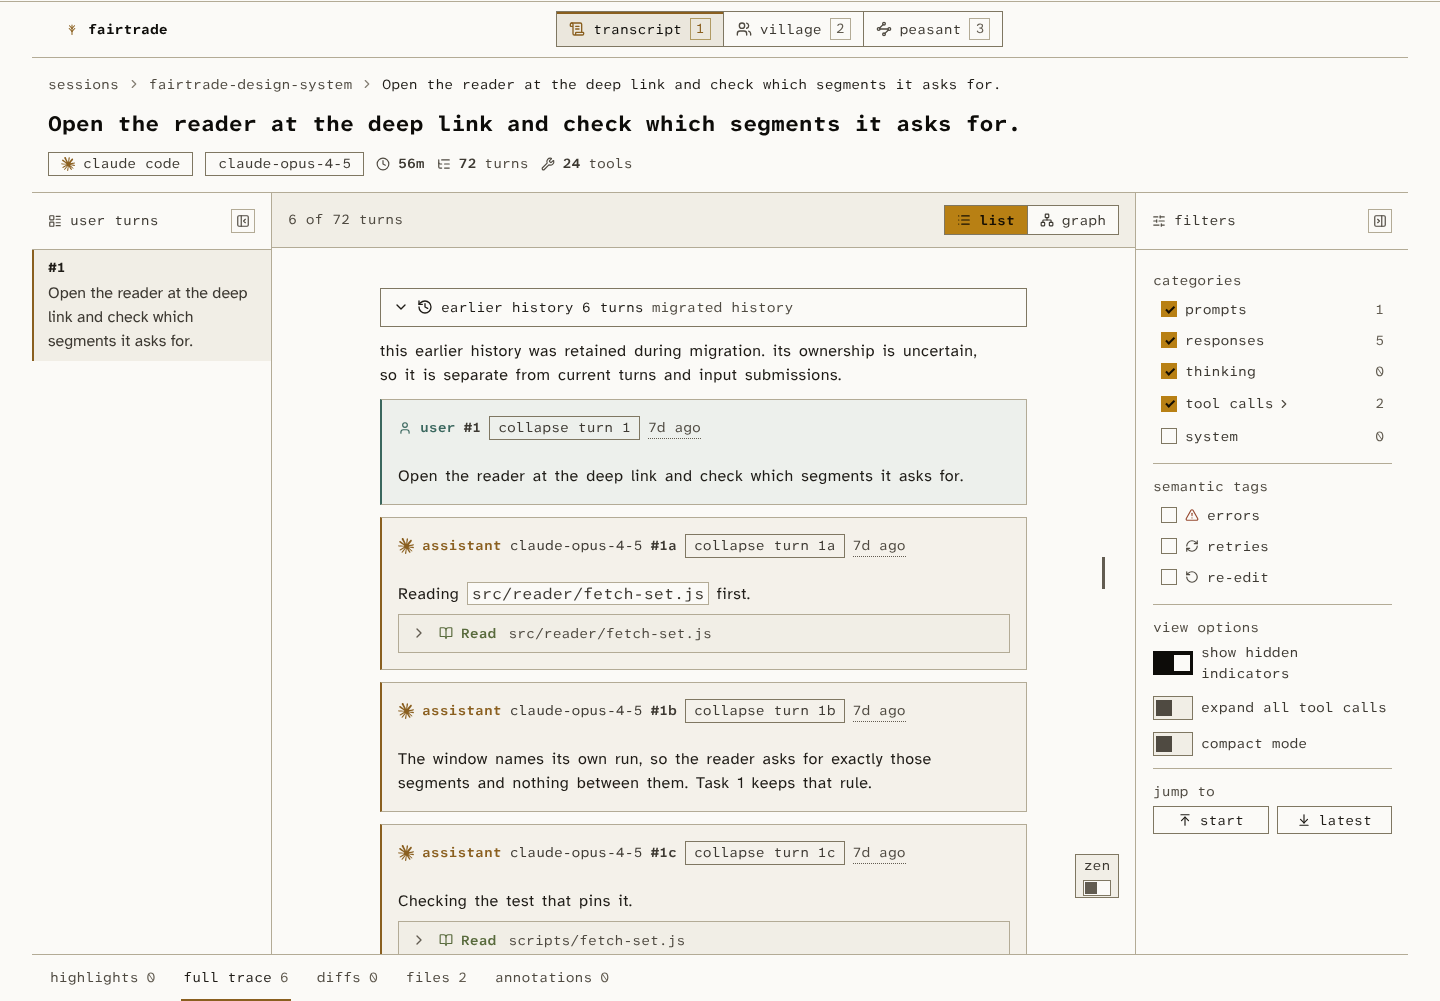 fairtrade
transcript 1
village 2
peasant 3
sessions > fairtrade-design-system > Open the reader at the deep link and check which segments it asks for.
Open the reader at the deep link and check which segments it asks for.
claude code
claude-opus-4-5
56m
72 turns
24 tools
user turns
#1
Open the reader at the deep
link and check which
segments it asks for.
6 of 72 turns
list
graph
earlier history 6 turns migrated history
this earlier history was retained during migration. its ownership is uncertain,
so it is separate from current turns and input submissions.
user #1 collapse turn 1 7d ago
Open the reader at the deep link and check which segments it asks for.
assistant claude-opus-4-5 #1a collapse turn 1a 7d ago
Reading src/reader/fetch-set.js first.
Read src/reader/fetch-set.js
assistant claude-opus-4-5 #1b collapse turn 1b 7d ago
The window names its own run, so the reader asks for exactly those
segments and nothing between them. Task 1 keeps that rule.
assistant claude-opus-4-5 #1c collapse turn 1c 7d ago
Checking the test that pins it.
Read scripts/fetch-set.js
zen
filters
categories
prompts 1
responses 5
thinking 0
tool calls > 2
system 0
semantic tags
errors
retries
re-edit
view options
show hidden
indicators
expand all tool calls
compact mode
jump to
start
latest
highlights 0
full trace 6
diffs 0
files 2
annotations 0